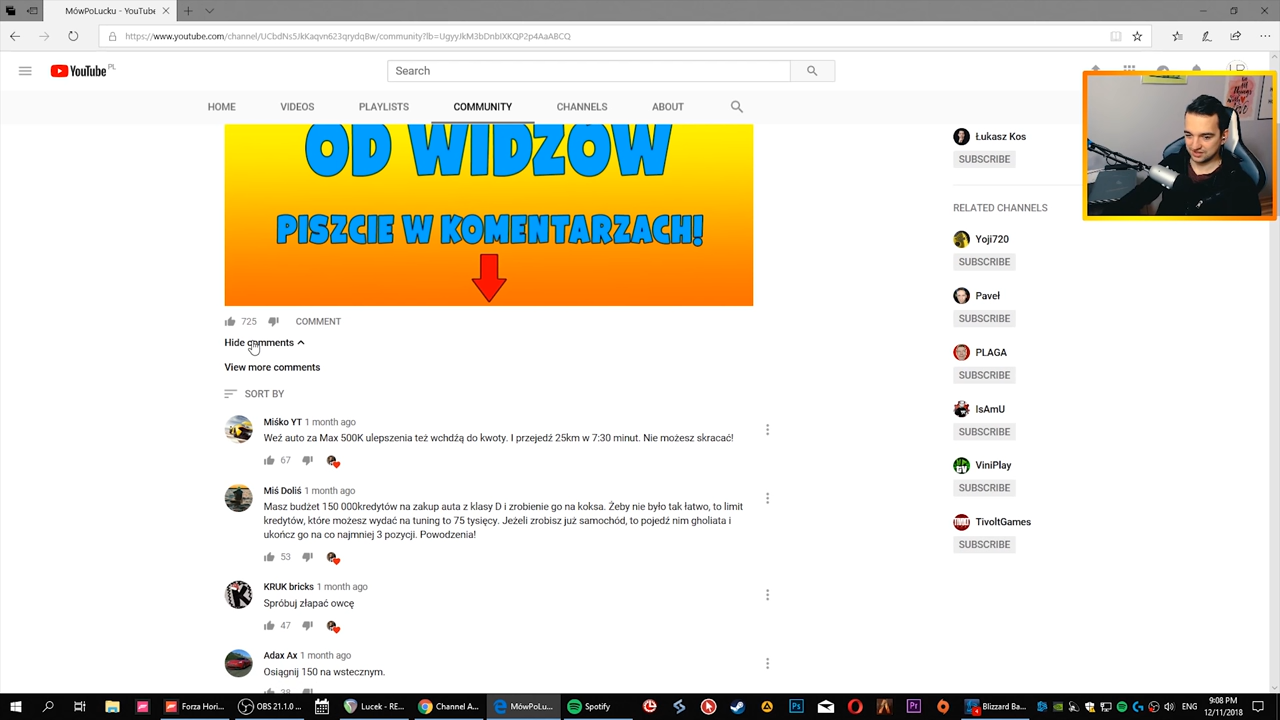 MówPoLucku - YouTube
https://www.youtube.com/channel/UCbdNs5JkKaqvn623qrydqBw/community?lb=UgyyJkM3bDnbIXKQP2p4AaABCQ
YouTube PL
Search
HOME VIDEOS PLAYLISTS COMMUNITY CHANNELS ABOUT
OD WIDZÓW
PISZCIE W KOMENTARZACH!
725 COMMENT
Hide comments
View more comments
SORT BY
Miśko YT 1 month ago
Weź auto za Max 500K ulepszenia też wchdźą do kwoty. I przejedź 25km w 7:30 minut. Nie możesz skracać!
67
Miś Doliś 1 month ago
Masz budżet 150 000kredytów na zakup auta z klasy D i zrobienie go na koksa. Żeby nie było tak łatwo, to limit
kredytów, które możesz wydać na tuning to 75 tysięcy. Jeżeli zrobisz już samochód, to pojedź nim gholiata i
ukończ go na co najmniej 3 pozycji. Powodzenia!
53
KRUK bricks 1 month ago
Spróbuj złapać owcę
47
Adax Ax 1 month ago
Osiągnij 150 na wstecznym.
38
Łukasz Kos
SUBSCRIBE
RELATED CHANNELS
Yoji720
SUBSCRIBE
Paveł
SUBSCRIBE
PLAGA
SUBSCRIBE
IsAmU
SUBSCRIBE
ViniPlay
SUBSCRIBE
TivoltGames
SUBSCRIBE
Forza Hori... OBS 21.1.0 ... Lucek - RE... Channel A... MówPoLu... Spotify Blizzard Ba...
9:08 PM
12/11/2018